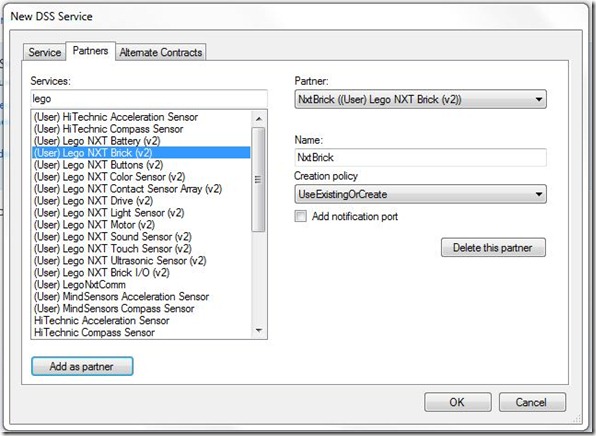 New DSS Service
Service Partners Alternate Contracts
Services:
lego
(User) HiTechnic Acceleration Sensor
(User) HiTechnic Compass Sensor
(User) Lego NXT Battery (v2)
(User) Lego NXT Brick (v2)
(User) Lego NXT Buttons (v2)
(User) Lego NXT Color Sensor (v2)
(User) Lego NXT Contact Sensor Array (v2)
(User) Lego NXT Drive (v2)
(User) Lego NXT Light Sensor (v2)
(User) Lego NXT Motor (v2)
(User) Lego NXT Sound Sensor (v2)
(User) Lego NXT Touch Sensor (v2)
(User) Lego NXT Ultrasonic Sensor (v2)
(User) Lego NXT Brick I/O (v2)
(User) LegoNxtComm
(User) MindSensors Acceleration Sensor
(User) MindSensors Compass Sensor
HiTechnic Acceleration Sensor
HiTechnic Compass Sensor
Add as partner
Partner:
NxtBrick ((User) Lego NXT Brick (v2))
Name:
NxtBrick
Creation policy
UseExistingOrCreate
Add notification port
Delete this partner
OK Cancel